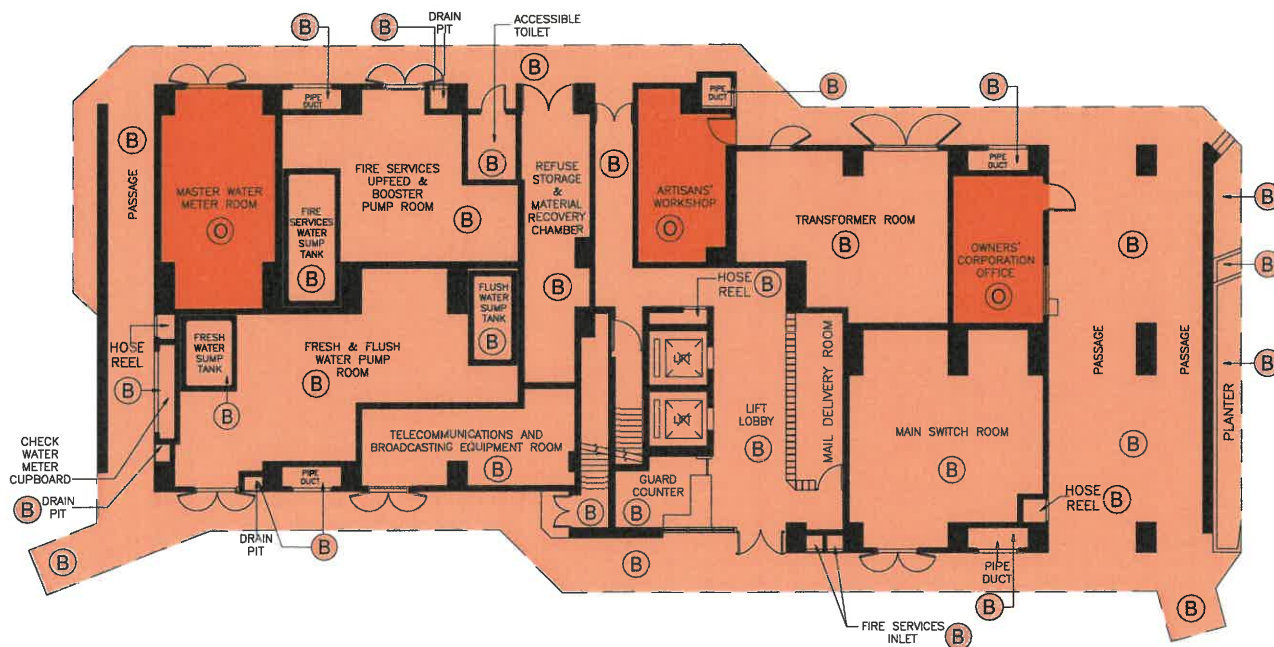 B
B
DRAIN
PIT
ACCESSIBLE
TOILET
B
PIPE
DUCT
B
PIPE
DUCT
B
B
B
PASSAGE
MASTER WATER
METER ROOM
O
FIRE SERVICES
UPFEED &
BOOSTER
PUMP ROOM
B
FIRE
SERVICES
WATER
SUMP
TANK
B
B
REFUSE
STORAGE
&
MATERIAL
RECOVERY
CHAMBER
B
B
ARTISANS'
WORKSHOP
O
TRANSFORMER ROOM
B
PIPE
DUCT
OWNERS'
CORPORATION
OFFICE
O
B
B
B
B
HOSE
REEL
B
FLUSH
WATER
SUMP
TANK
B
FRESH
WATER
SUMP
TANK
B
FRESH & FLUSH
WATER PUMP
ROOM
B
HOSE
REEL
B
LIFT
LIFT
LIFT
LOBBY
B
MAIL DELIVERY ROOM
MAIN SWITCH ROOM
B
PASSAGE
PASSAGE
B
PLANTER
TELECOMMUNICATIONS AND
BROADCASTING EQUIPMENT ROOM
B
GUARD
COUNTER
B
B
CHECK
WATER
METER
CUPBOARD
B
DRAIN
PIT
PIPE
DUCT
DRAIN
PIT
B
B
B
HOSE
REEL
B
PIPE
DUCT
B
B
FIRE SERVICES
INLET
B